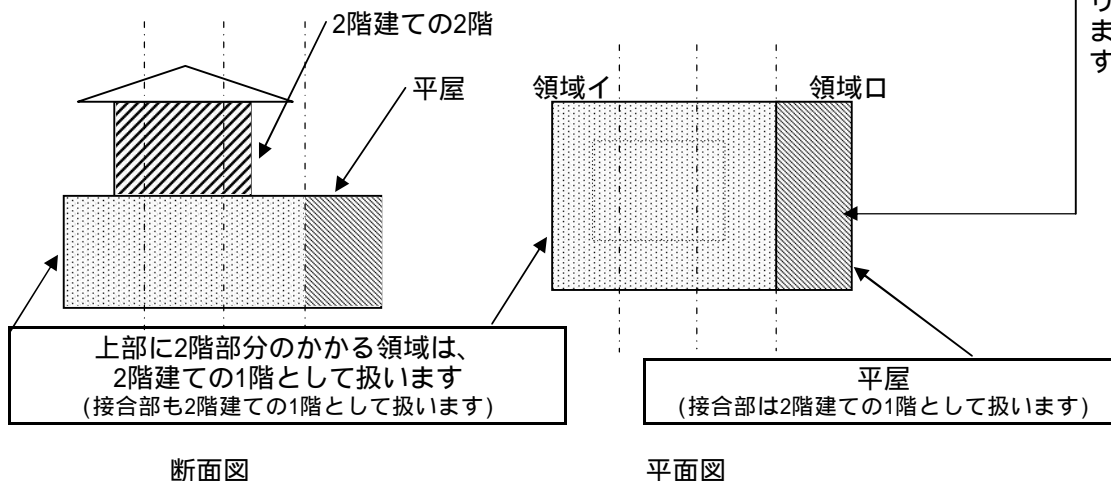 2階建ての2階
平屋
領域イ
領域ロ
ります
上部に2階部分のかかる領域は、
2階建ての1階として扱います
(接合部も2階建ての1階として扱います)
平屋
(接合部は2階建ての1階として扱います)
断面図
平面図